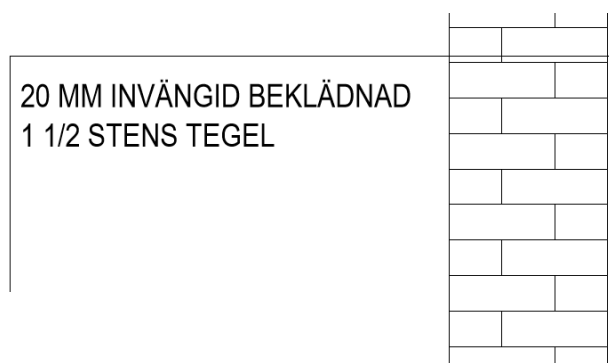 20 MM INVÄNGID BEKLÄDNAD
1 1/2 STENS TEGEL